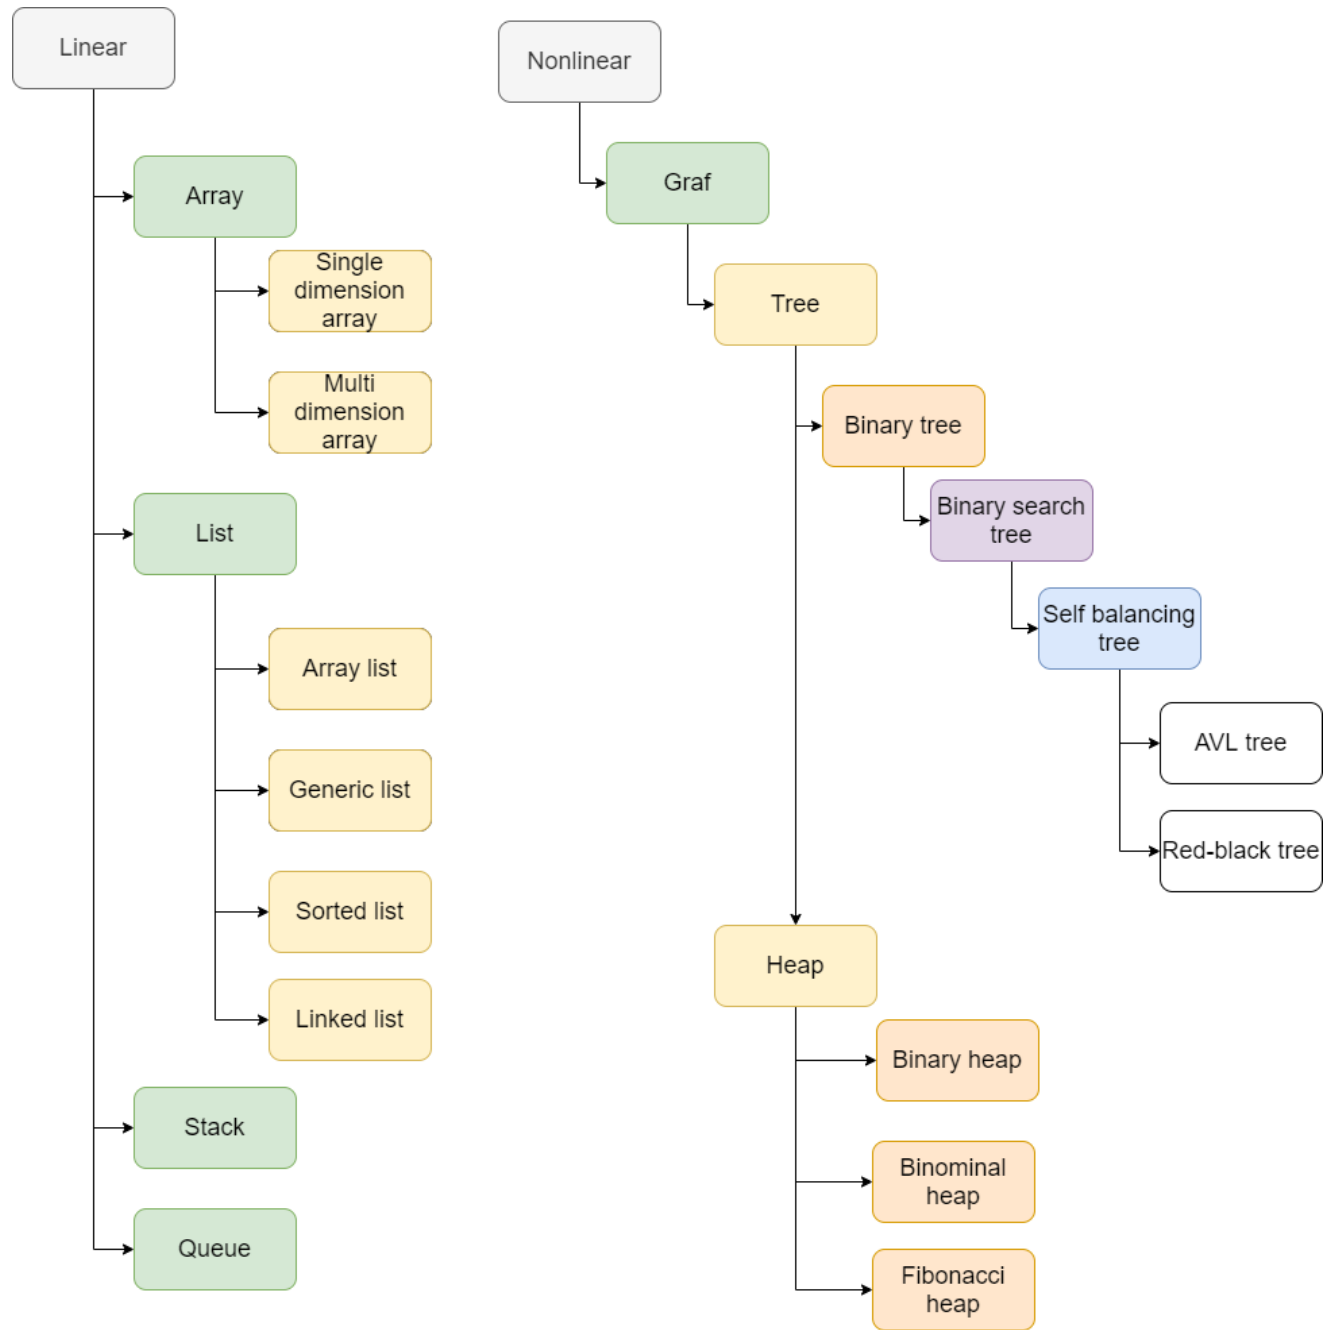 Linear
Array
Single
dimension
array
Multi
dimension
array
List
Array list
Generic list
Sorted list
Linked list
Stack
Queue
Nonlinear
Graf
Tree
Binary tree
Binary search
tree
Self balancing
tree
AVL tree
Red-black tree
Heap
Binary heap
Binominal
heap
Fibonacci
heap